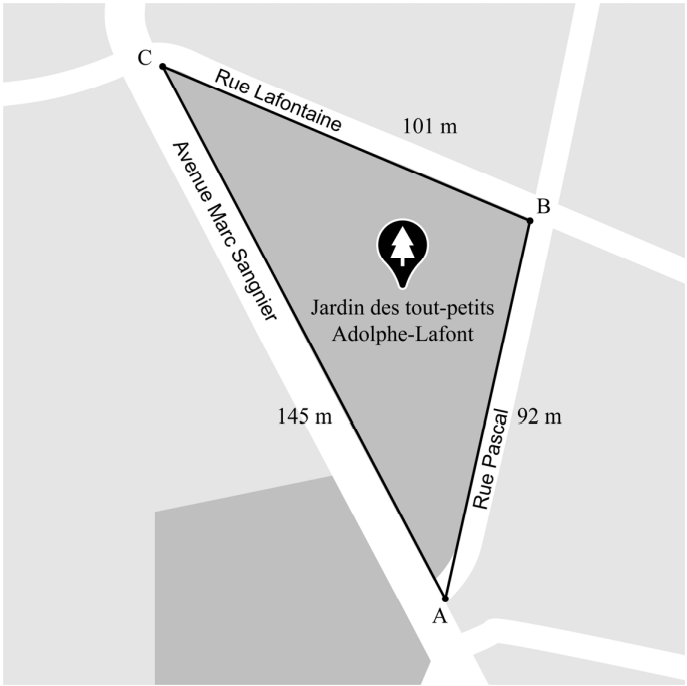 C
Rue Lafontaine
101 m
Avenue Marc Sangnier
B
Jardin des tout-petits
Adolphe-Lafont
145 m
92 m
Rue Pascal
A